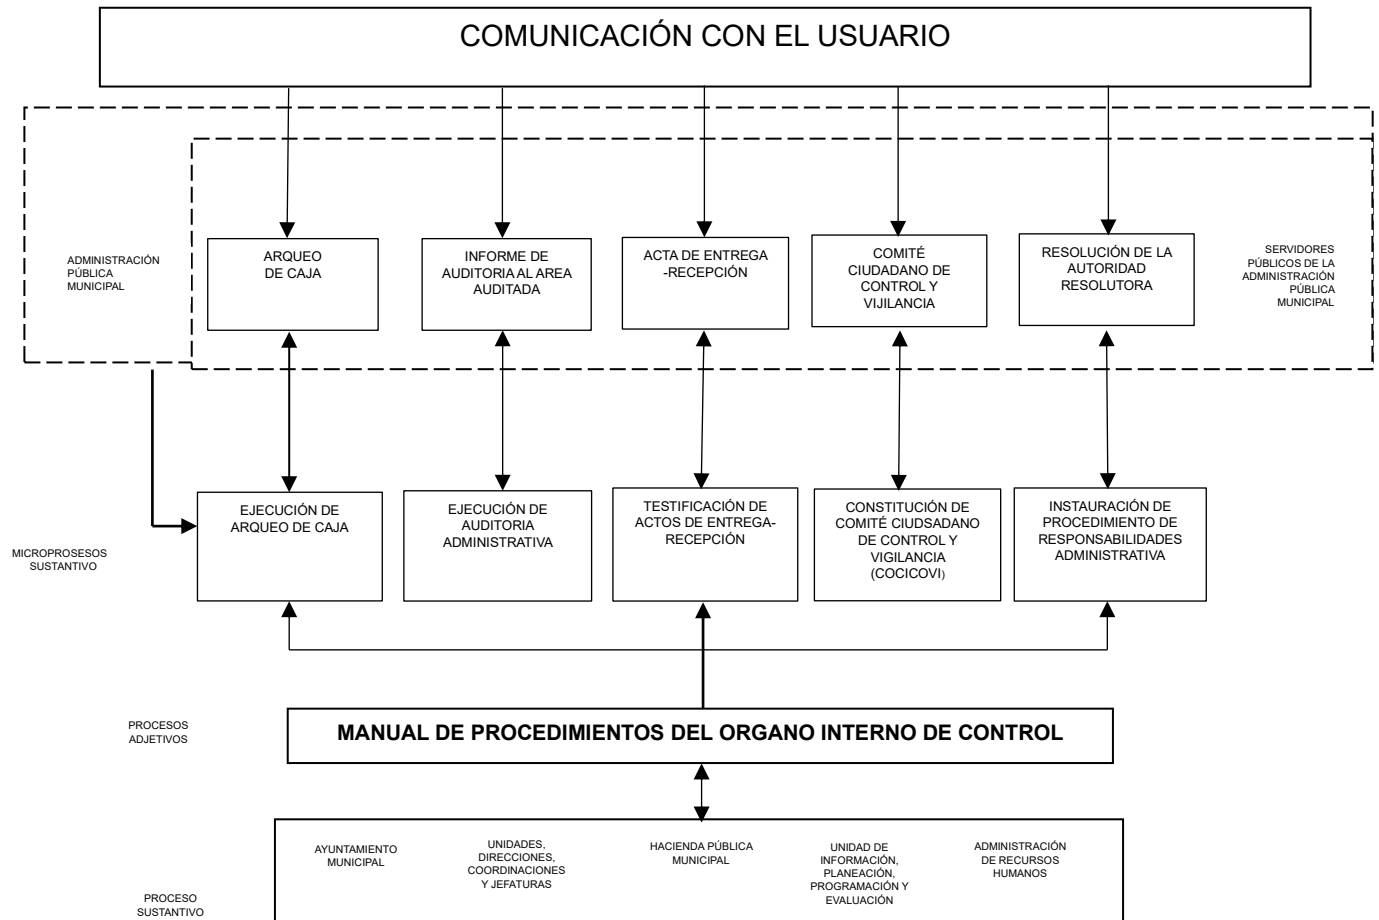 COMUNICACIÓN CON EL USUARIO
ADMINISTRACIÓN
PÚBLICA
MUNICIPAL
ARQUEO
DE CAJA
INFORME DE
AUDITORIA AL AREA
AUDITADA
ACTA DE ENTREGA
-RECEPCIÓN
COMITÉ
CIUDADANO DE
CONTROL Y
VIJILANCIA
RESOLUCIÓN DE LA
AUTORIDAD
RESOLUTORA
SERVIDORES
PÚBLICOS DE LA
ADMINISTRACIÓN
PÚBLICA
MUNICIPAL
MICROPROSESOS
SUSTANTIVO
EJECUCIÓN DE
ARQUEO DE CAJA
EJECUCIÓN DE
AUDITORIA
ADMINISTRATIVA
TESTIFICACIÓN DE
ACTOS DE ENTREGA-
RECEPCIÓN
CONSTITUCIÓN DE
COMITÉ CIUDSADANO
DE CONTROL Y
VIGILANCIA
(COCICOVI)
INSTAURACIÓN DE
PROCEDIMIENTO DE
RESPONSABILIDADES
ADMINISTRATIVA
PROCESOS
ADJETIVOS
MANUAL DE PROCEDIMIENTOS DEL ORGANO INTERNO DE CONTROL
PROCESO
SUSTANTIVO
AYUNTAMIENTO
MUNICIPAL
UNIDADES,
DIRECCIONES,
COORDINACIONES
Y JEFATURAS
HACIENDA PÚBLICA
MUNICIPAL
UNIDAD DE
INFORMACIÓN,
PLANEACIÓN,
PROGRAMACIÓN Y
EVALUACIÓN
ADMINISTRACIÓN
DE RECURSOS
HUMANOS